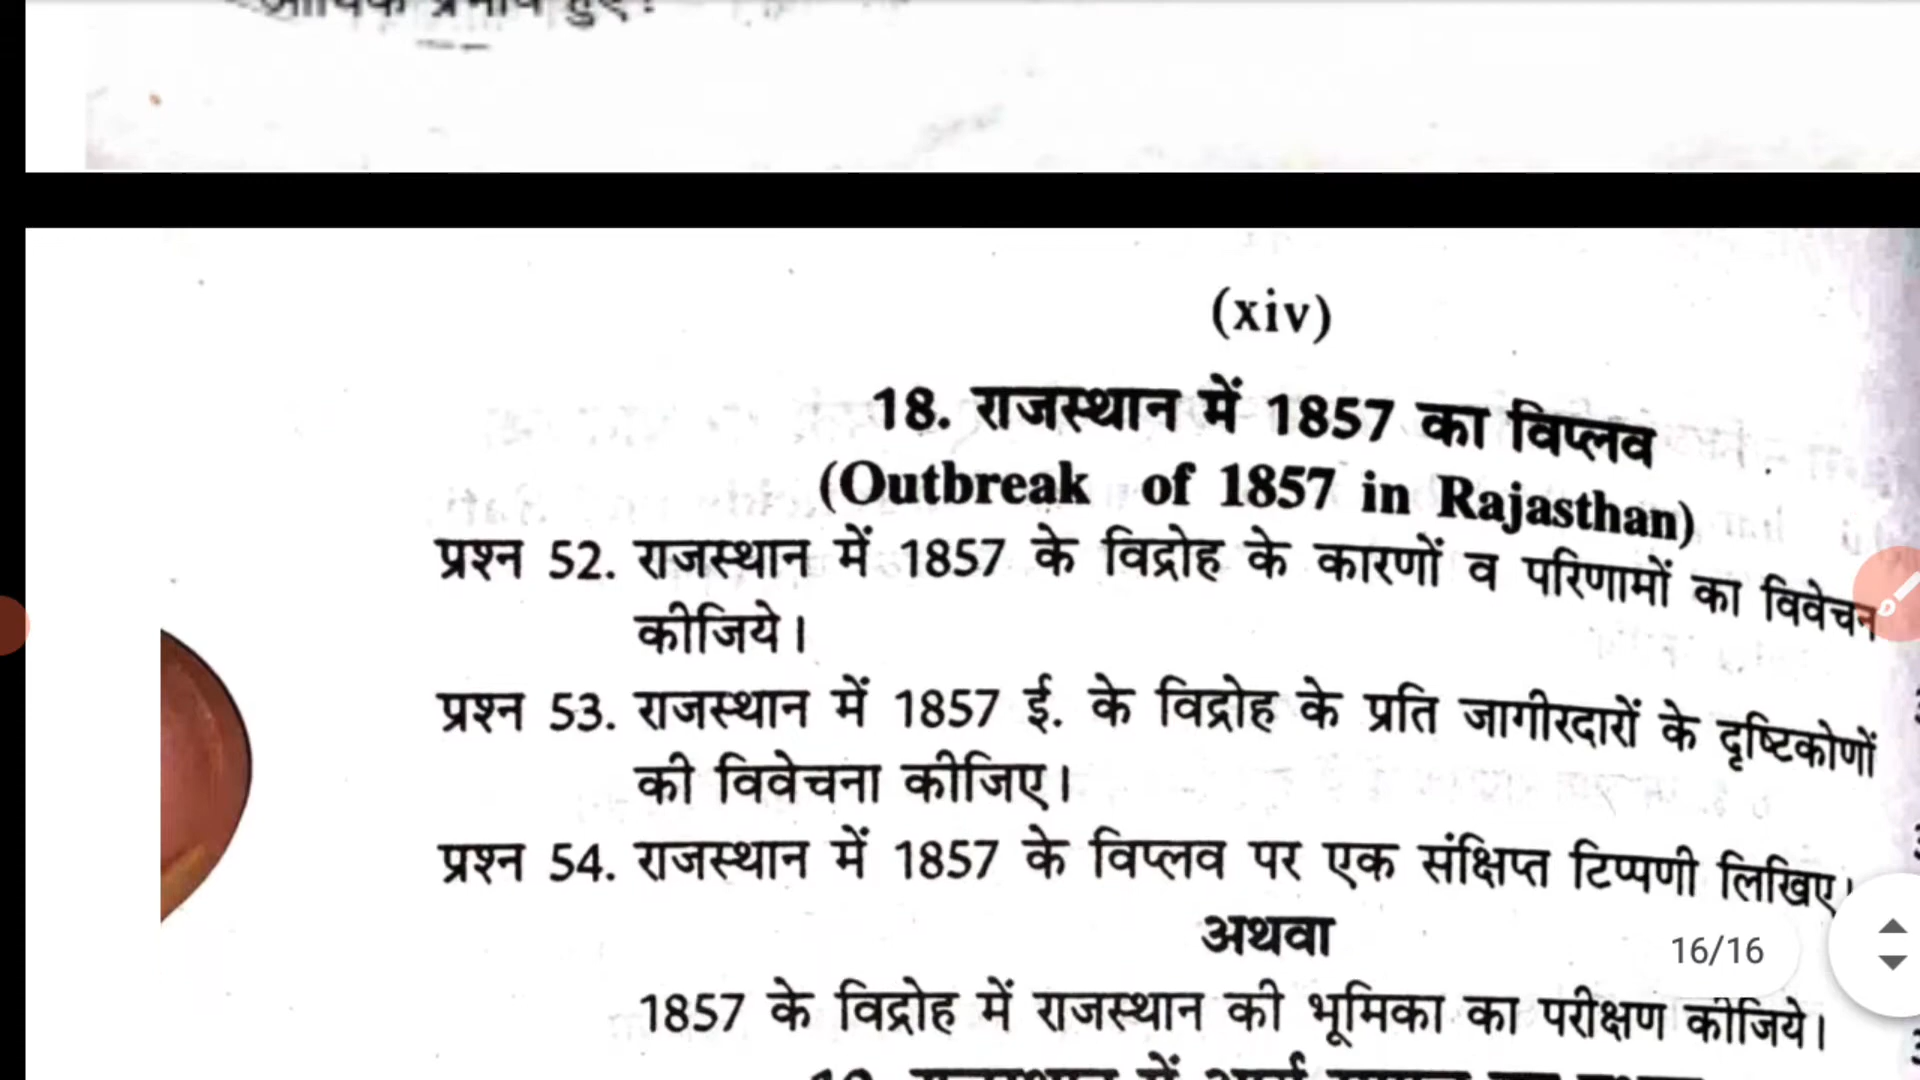 (xiv)
18. राजस्थान में 1857 का विप्लव
(Outbreak of 1857 in Rajasthan)
प्रश्न 52. राजस्थान में 1857 के विद्रोह के कारणों व परिणामों का विवेचन
कीजिये।
प्रश्न 53. राजस्थान में 1857 ई. के विद्रोह के प्रति जागीरदारों के दृष्टिकोणों
की विवेचना कीजिए।
प्रश्न 54. राजस्थान में 1857 के विप्लव पर एक संक्षिप्त टिप्पणी लिखिए।
अथवा
16/16
1857 के विद्रोह में राजस्थान की भूमिका का परीक्षण कीजिये।